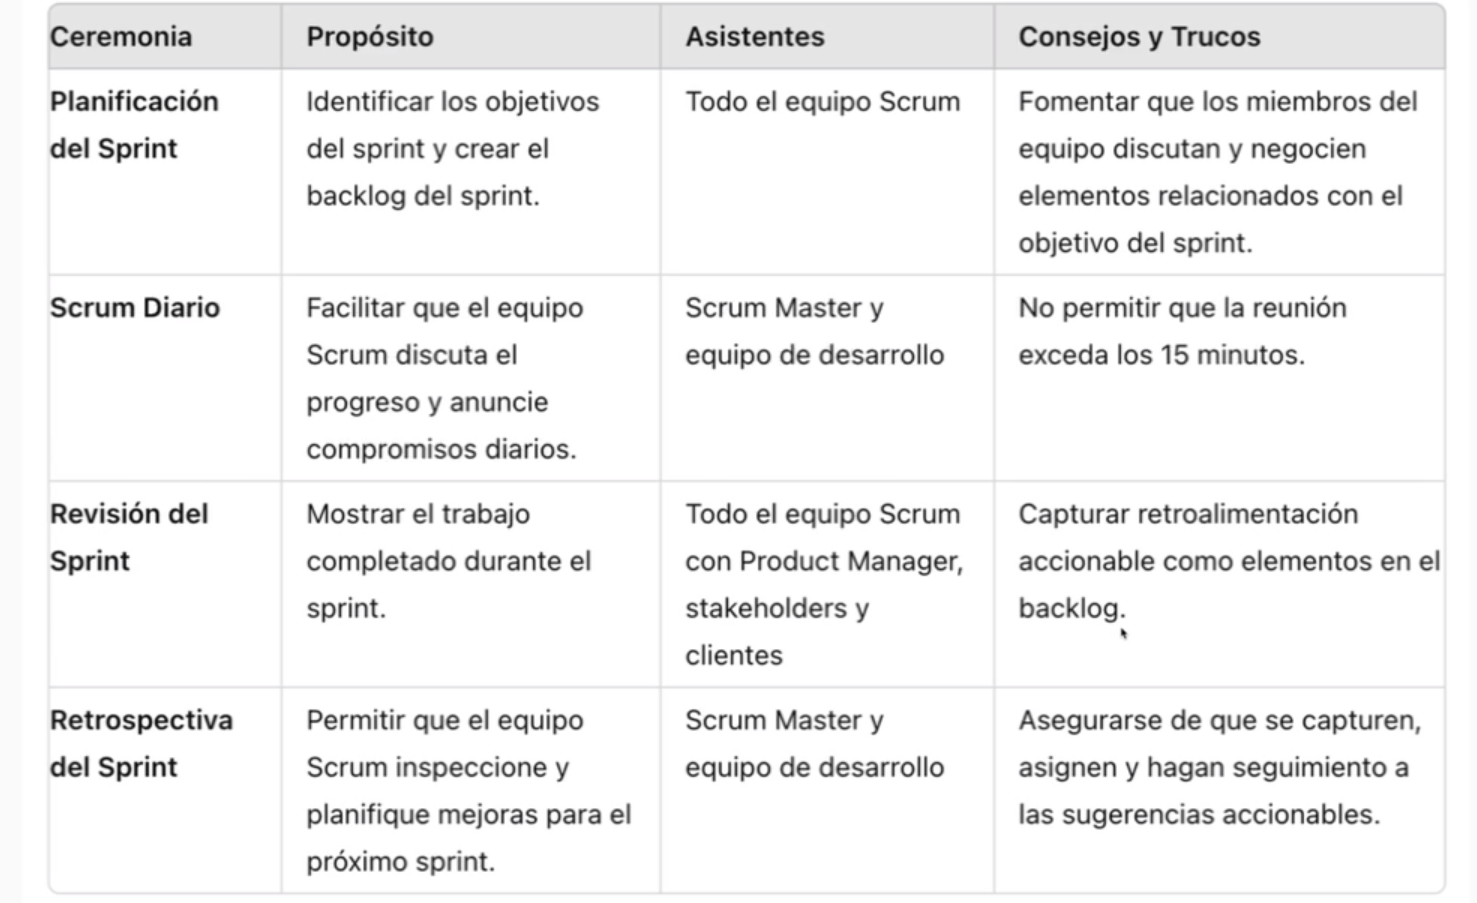 Ceremonia
Propósito
Asistentes
Consejos y Trucos
Planificación
del Sprint
Identificar los objetivos
del sprint y crear el
backlog del sprint.
Todo el equipo Scrum
Fomentar que los miembros del
equipo discutan y negocien
elementos relacionados con el
objetivo del sprint.
Scrum Diario
Facilitar que el equipo
Scrum discuta el
progreso y anuncie
compromisos diarios.
Scrum Master y
equipo de desarrollo
No permitir que la reunión
exceda los 15 minutos.
Revisión del
Sprint
Mostrar el trabajo
completado durante el
sprint.
Todo el equipo Scrum
con Product Manager,
stakeholders y
clientes
Capturar retroalimentación
accionable como elementos en el
backlog.
Retrospectiva
del Sprint
Permitir que el equipo
Scrum inspeccione y
planifique mejoras para el
próximo sprint.
Scrum Master y
equipo de desarrollo
Asegurarse de que se capturen,
asignen y hagan seguimiento a
las sugerencias accionables.